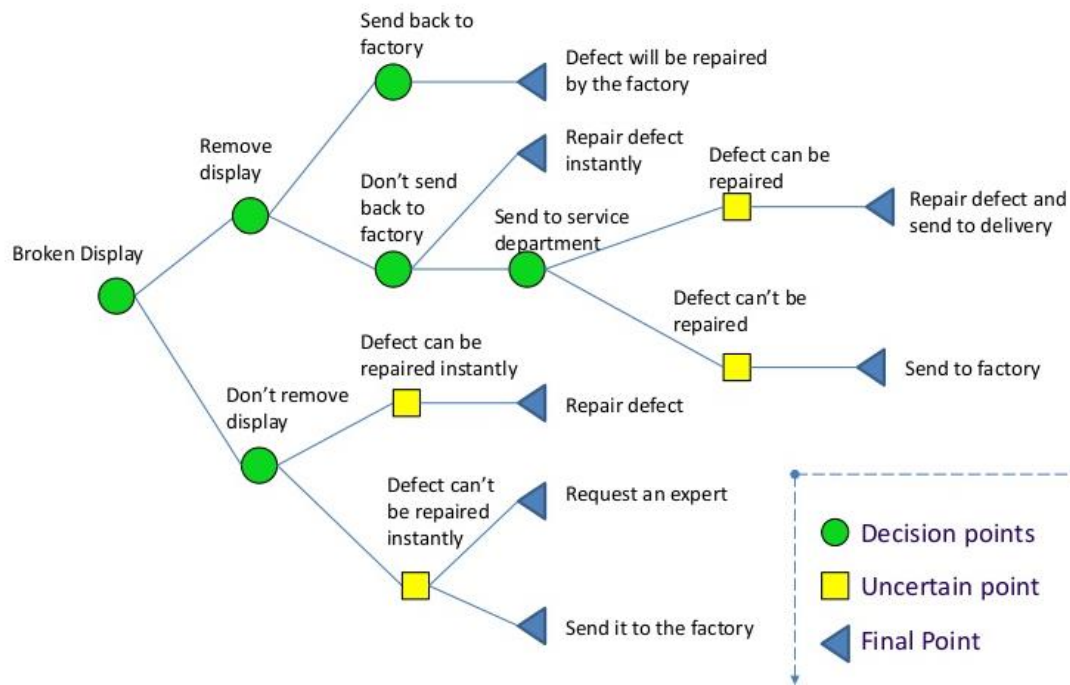 Send back to
factory
Defect will be repaired
by the factory
Remove
display
Repair defect
instantly
Don't send
back to
factory
Defect can be
repaired
Send to service
department
Repair defect and
send to delivery
Broken Display
Defect can't be
repaired
Defect can be
repaired instantly
Send to factory
Don't remove
display
Repair defect
Defect can't
be repaired
instantly
Request an expert
Send it to the factory
Decision points
Uncertain point
Final Point